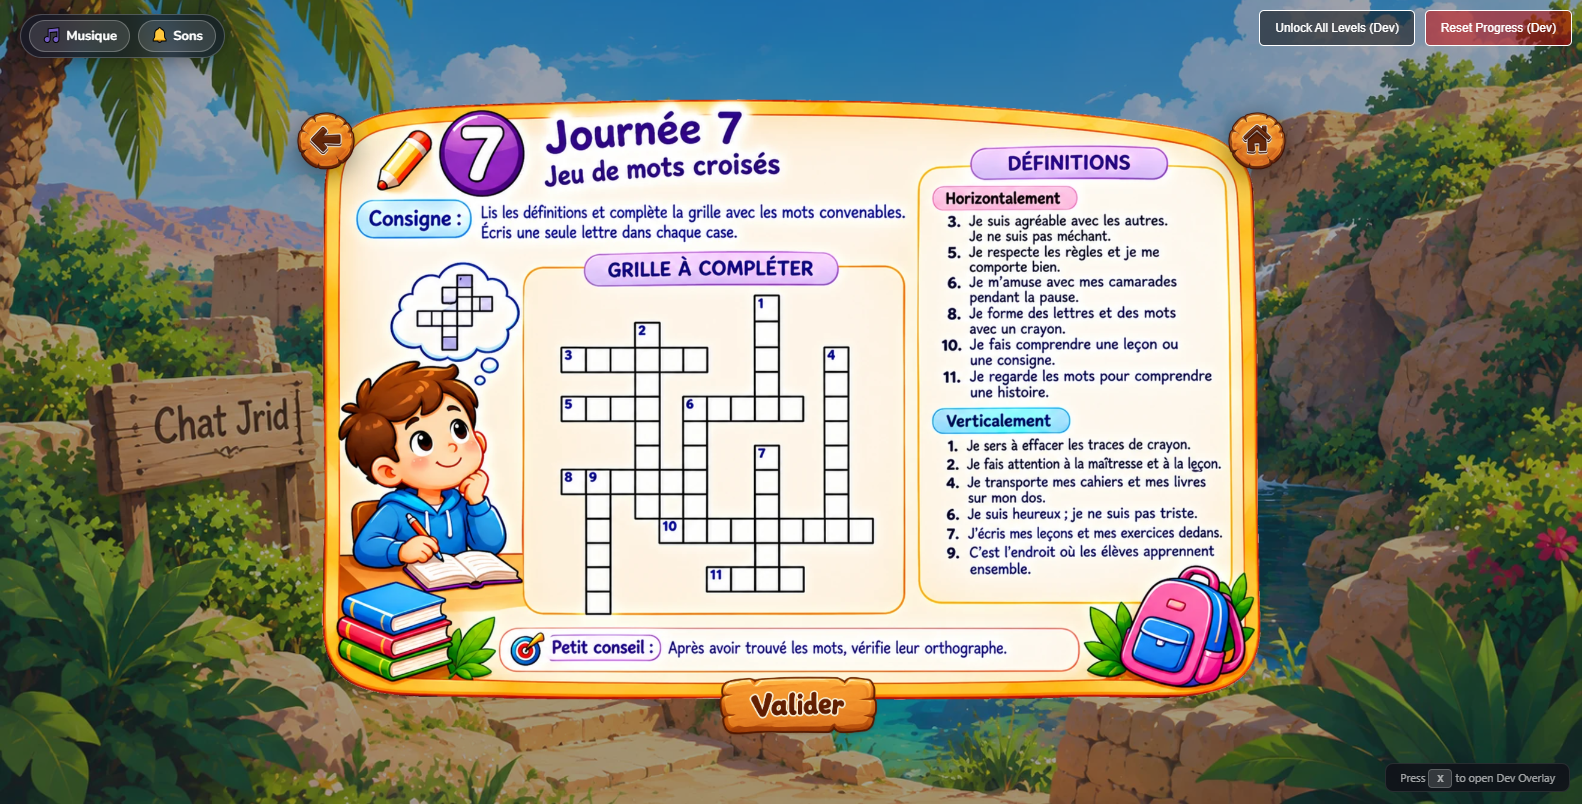 🎵 Musique
🔔 Sons
Unlock All Levels (Dev)
Reset Progress (Dev)
7
Journée 7
Jeu de mots croisés
Consigne :
Lis les définitions et complète la grille avec les mots convenables.
Écris une seule lettre dans chaque case.
GRILLE À COMPLÉTER
1
2
3
4
5
6
7
8
9
10
11
DÉFINITIONS
Horizontalement
3. Je suis agréable avec les autres.
Je ne suis pas méchant.
5. Je respecte les règles et je me
comporte bien.
6. Je m'amuse avec mes camarades
pendant la pause.
8. Je forme des lettres et des mots
avec un crayon.
10. Je fais comprendre une leçon ou
une consigne.
11. Je regarde les mots pour comprendre
une histoire.
Verticalement
1. Je sers à effacer les traces de crayon.
2. Je fais attention à la maîtresse et à la leçon.
4. Je transporte mes cahiers et mes livres
sur mon dos.
6. Je suis heureux ; je ne suis pas triste.
7. J'écris mes leçons et mes exercices dedans.
9. C'est l'endroit où les élèves apprennent
ensemble.
Chat Jrid
Petit conseil : Après avoir trouvé les mots, vérifie leur orthographe.
Valider
Press X to open Dev Overlay